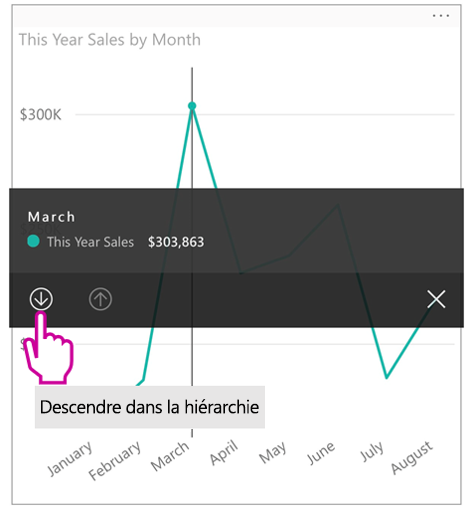 ...
This Year Sales by Month
$300K
March
This Year Sales $303,863
Descendre dans la hiérarchie
January
February
March
April
May
June
July
August